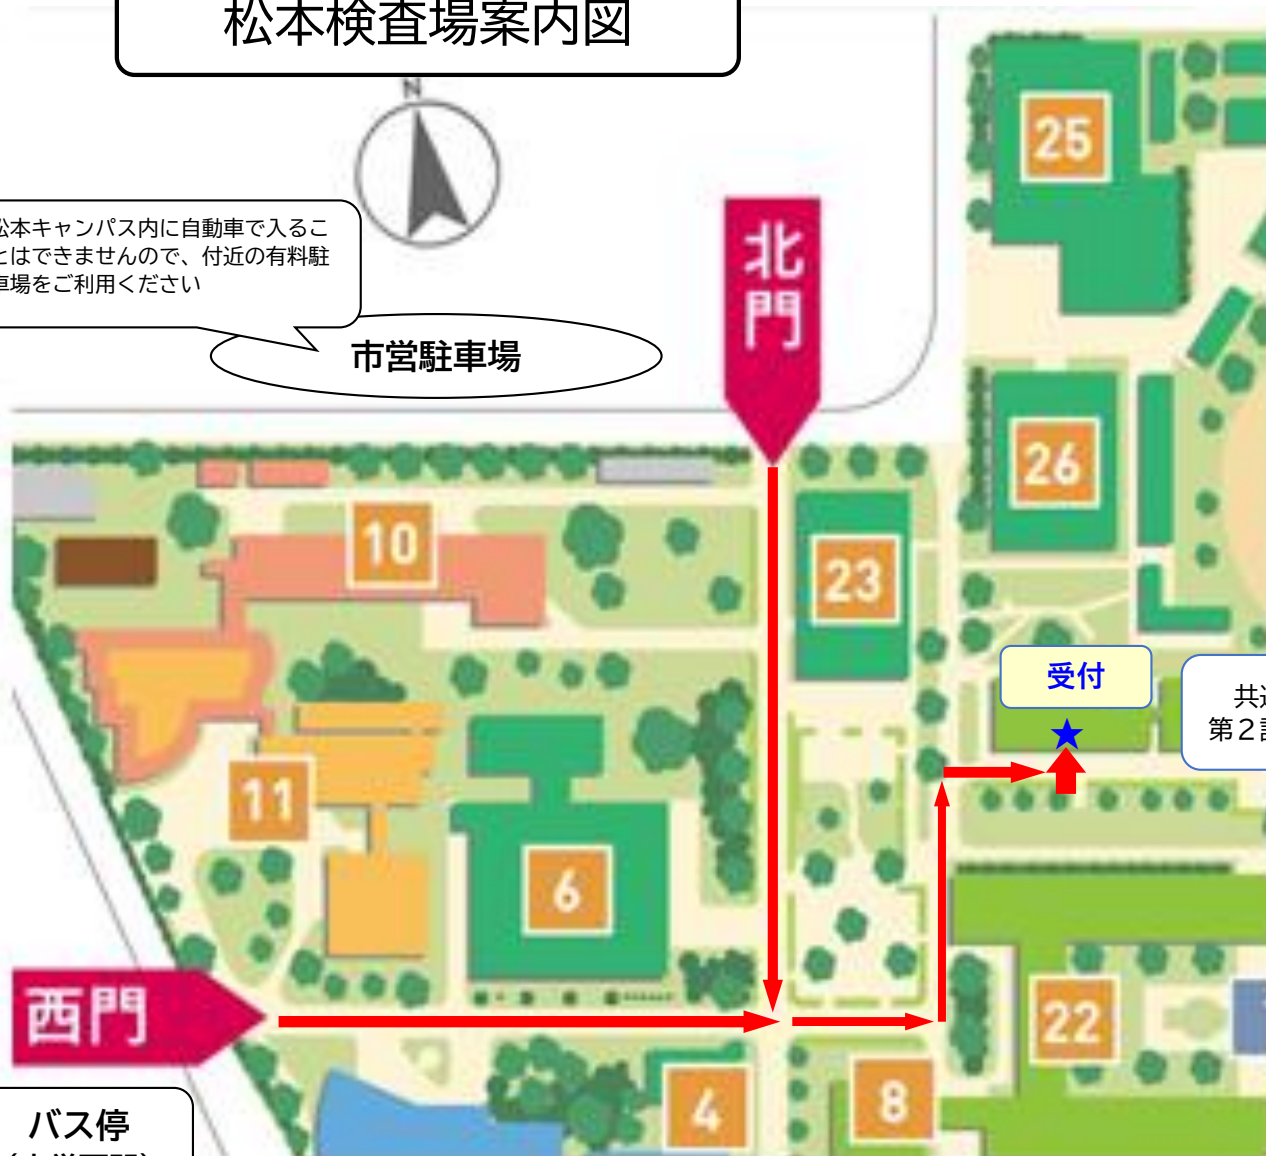 松本検査場案内図
N
松本キャンパス内に自動車で入るこ
とはできませんので、付近の有料駐
車場をご利用ください
市営駐車場
北門
25
26
10
23
受付
第2
11
6
西門
22
4
8
バス停